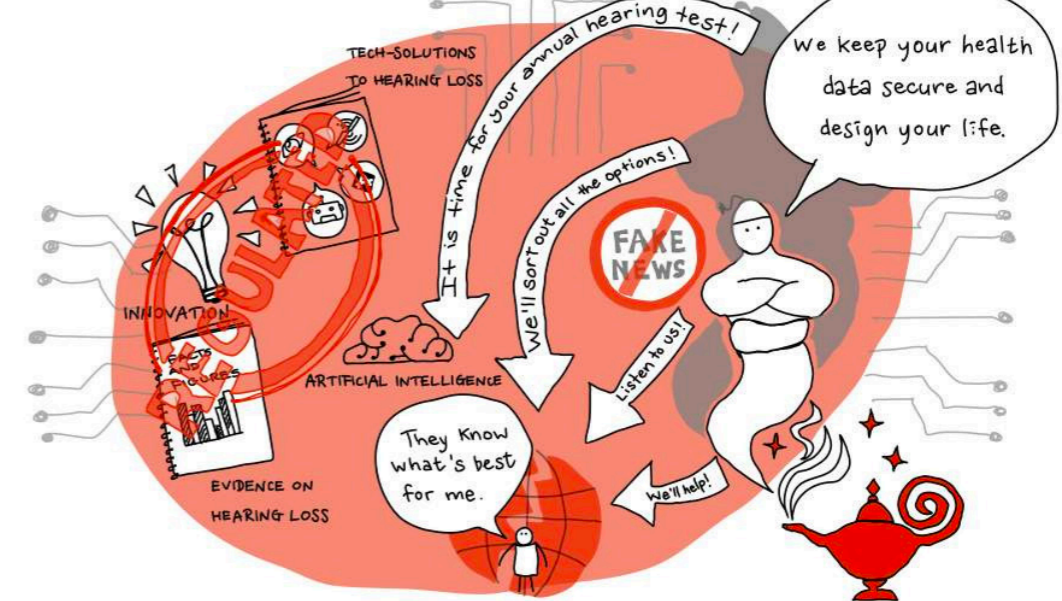 It is time for your annual hearing test!
We keep your health
data secure and
design your life.
TECH-SOLUTIONS
TO HEARING LOSS
We'll sort out all the options!
FAKE
NEWS
INNOVATION
FACTS
AND
FIGURES
ARTIFICIAL INTELLIGENCE
Listen to us!
They know
what's best
for me.
We'll help!
EVIDENCE ON
HEARING LOSS